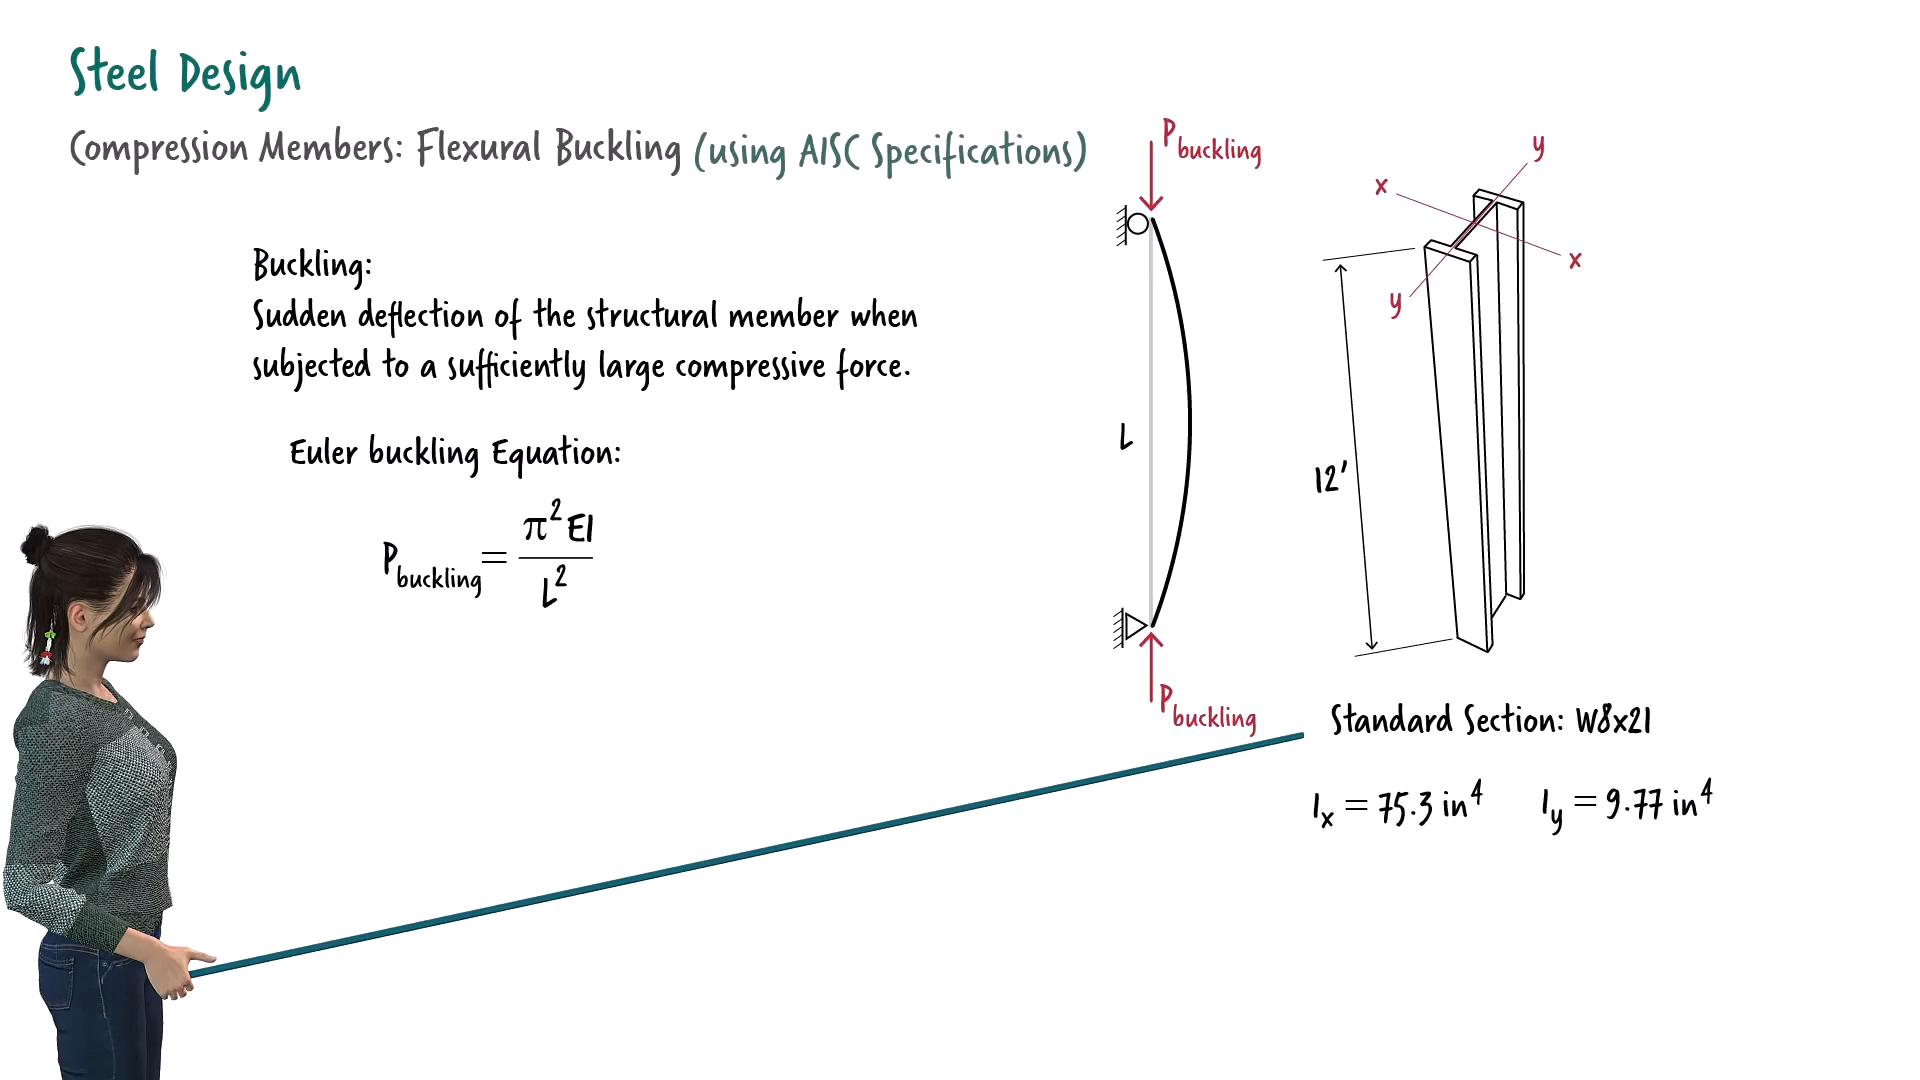 Steel Design
Compression Members: Flexural Buckling (using AISC Specifications)
Buckling:
Sudden deflection of the structural member when
subjected to a sufficiently large compressive force.
Euler buckling Equation:
P_buckling = π²EI / L²
P_buckling
L
P_buckling
y
x
x
y
12'
Standard Section: W8x21
I_x = 75.3 in⁴ I_y = 9.77 in⁴